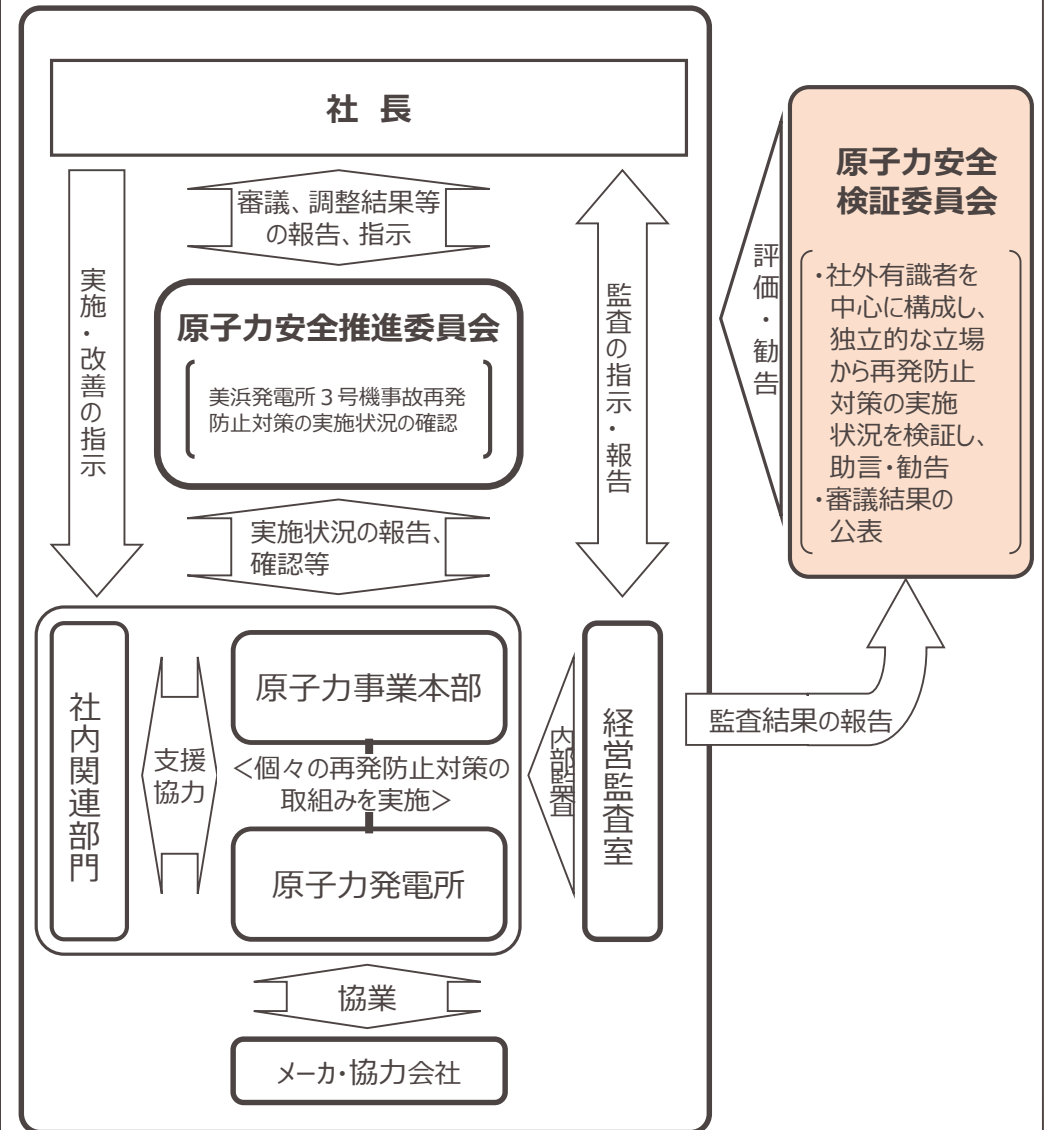 社 長
審議、調整結果等
の報告、指示
実施・改善の指示
原子力安全推進委員会
美浜発電所3号機事故再発
防止対策の実施状況の確認
監査の指示・報告
評価・勧告
原子力安全
検証委員会
・社外有識者を
中心に構成し、
独立的な立場
から再発防止
対策の実施
状況を検証し、
助言・勧告
・審議結果の
公表
実施状況の報告、
確認等
社内関連部門
支援
協力
原子力事業本部
<個々の再発防止対策の
取組みを実施>
原子力発電所
内部監査
経営監査室
監査結果の報告
協業
メーカ・協力会社